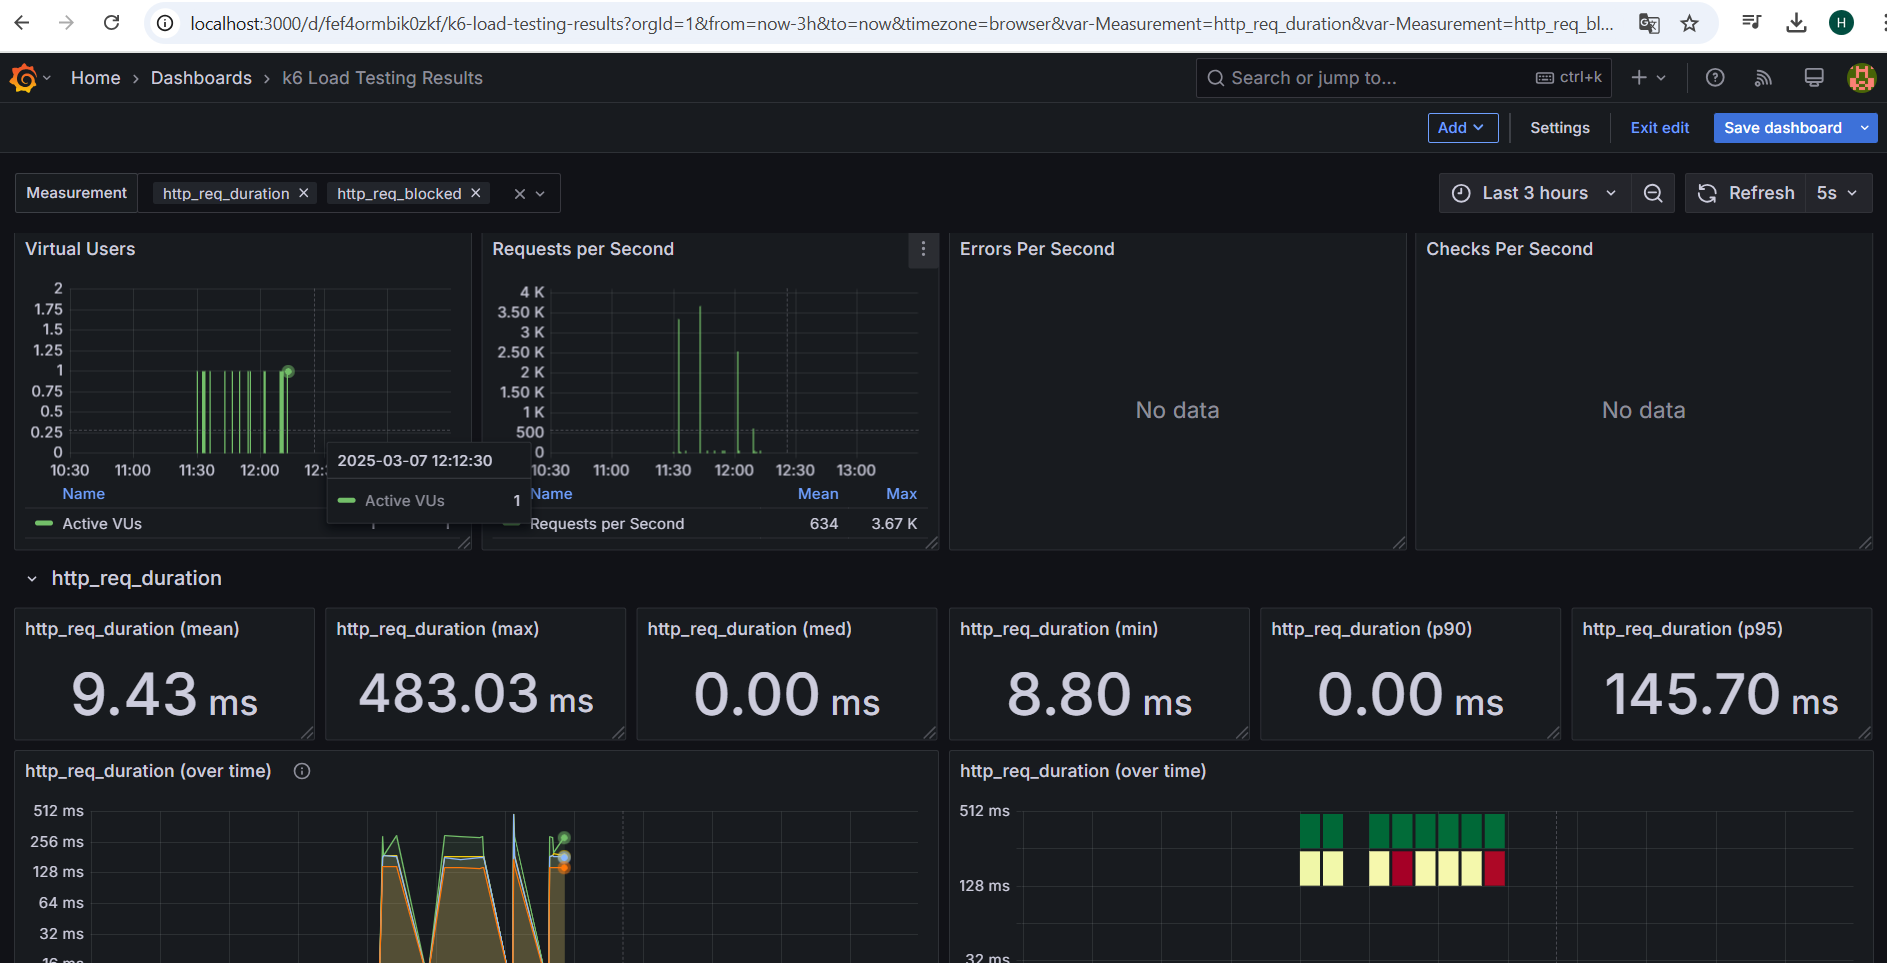 localhost:3000/d/fef4ormbik0zkf/k6-load-testing-results?orgId=1&from=now-3h&to=now&timezone=browser&var-Measurement=http_req_duration&var-Measurement=http_req_bl...
H
Home > Dashboards > k6 Load Testing Results
Search or jump to... ctrl+k
Add Settings Exit edit Save dashboard
Measurement http_req_duration http_req_blocked
Last 3 hours Refresh 5s
Virtual Users
2
1.75
1.5
1.25
1
0.75
0.5
0.25
0
10:30 11:00 11:30 12:00
Name
Active VUs
2025-03-07 12:12:30
Active VUs 1
Requests per Second
4 K
3.50 K
3 K
2.50 K
2 K
1.50 K
1 K
500
0
10:30 11:00 11:30 12:00 12:30 13:00
Name Mean Max
Requests per Second 634 3.67 K
Errors Per Second
No data
Checks Per Second
No data
http_req_duration
http_req_duration (mean)
9.43 ms
http_req_duration (max)
483.03 ms
http_req_duration (med)
0.00 ms
http_req_duration (min)
8.80 ms
http_req_duration (p90)
0.00 ms
http_req_duration (p95)
145.70 ms
http_req_duration (over time)
512 ms
256 ms
128 ms
64 ms
32 ms
16 ms
http_req_duration (over time)
512 ms
128 ms
32 ms